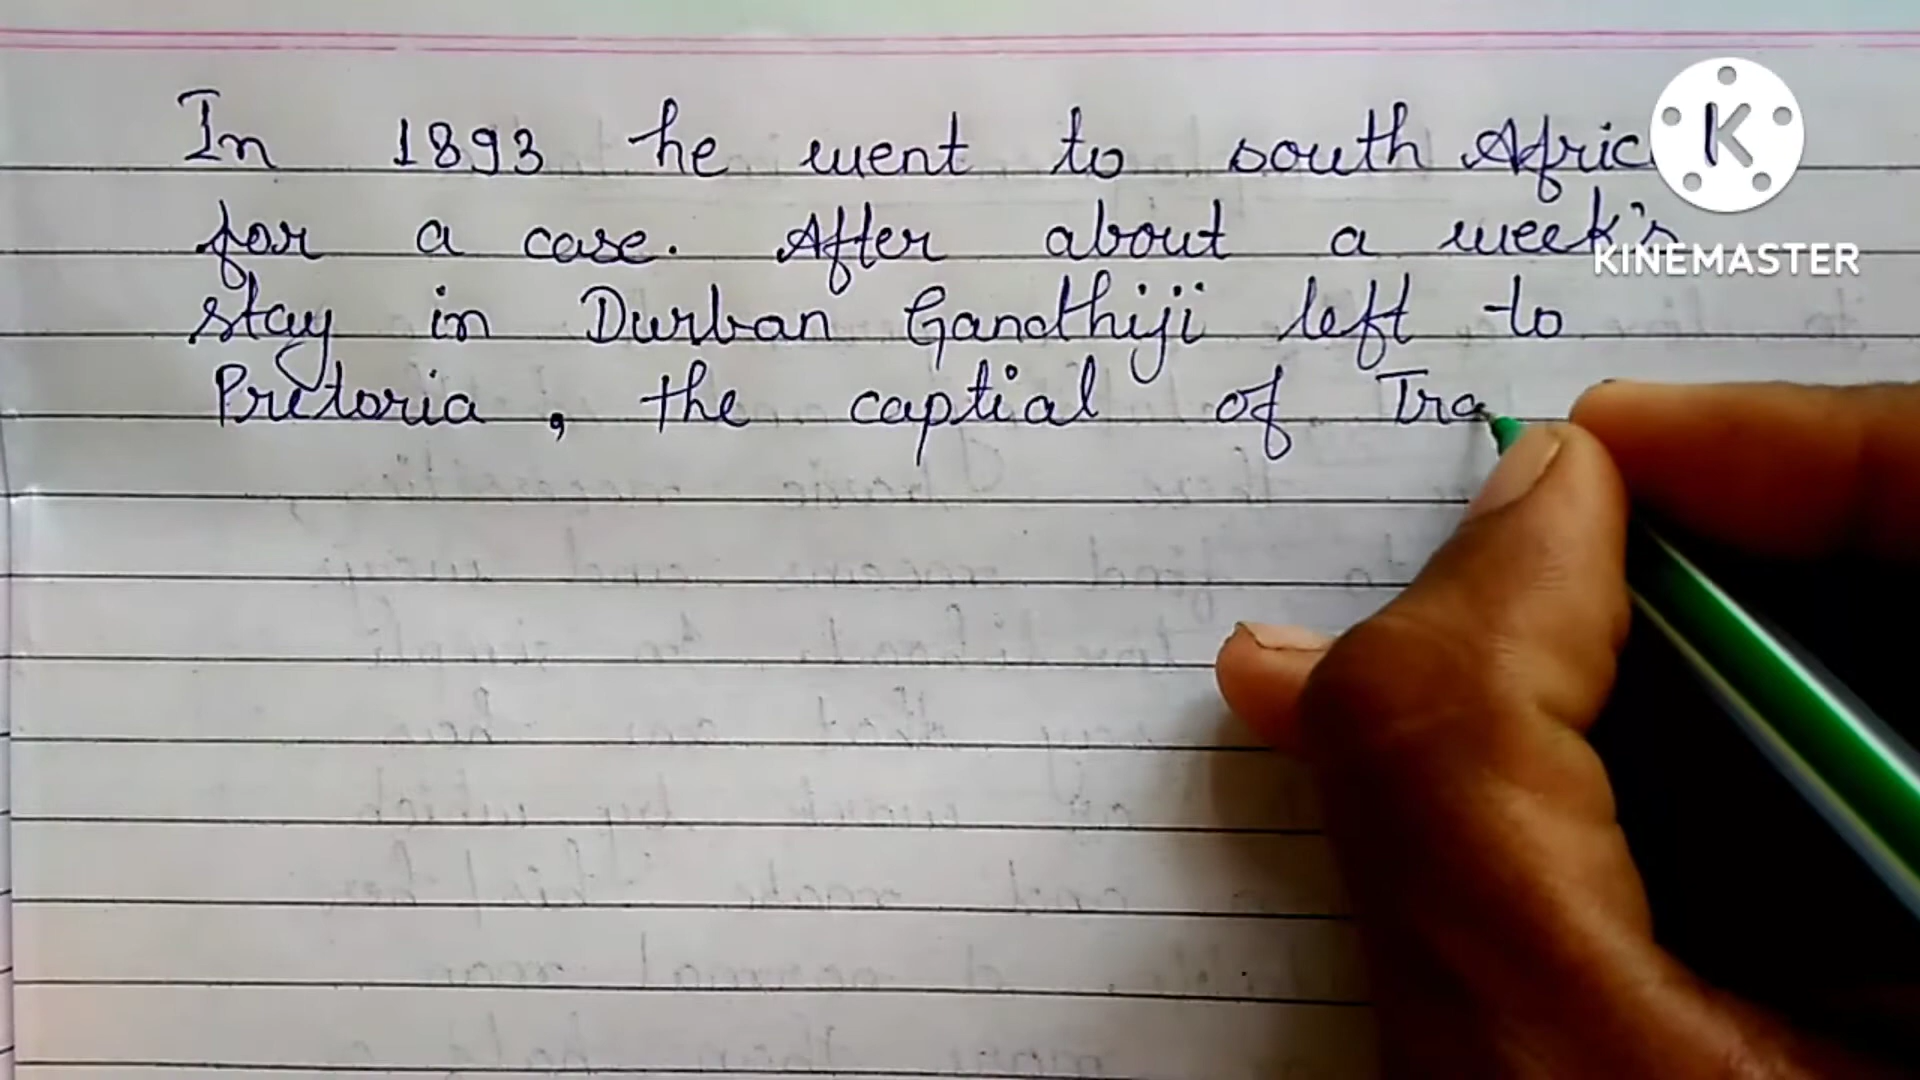 In 1893 he went to south Afric
for a case. After about a week's
stay in Durban Gandhiji left to
Pretoria, the captial of Tra
K
KINEMASTER